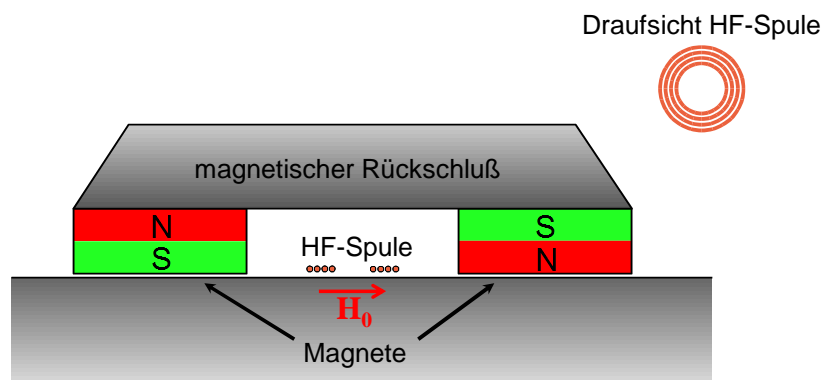 Draufsicht HF-Spule
magnetischer Rückschluß
N
S
HF-Spule
S
N
H₀
Magnete